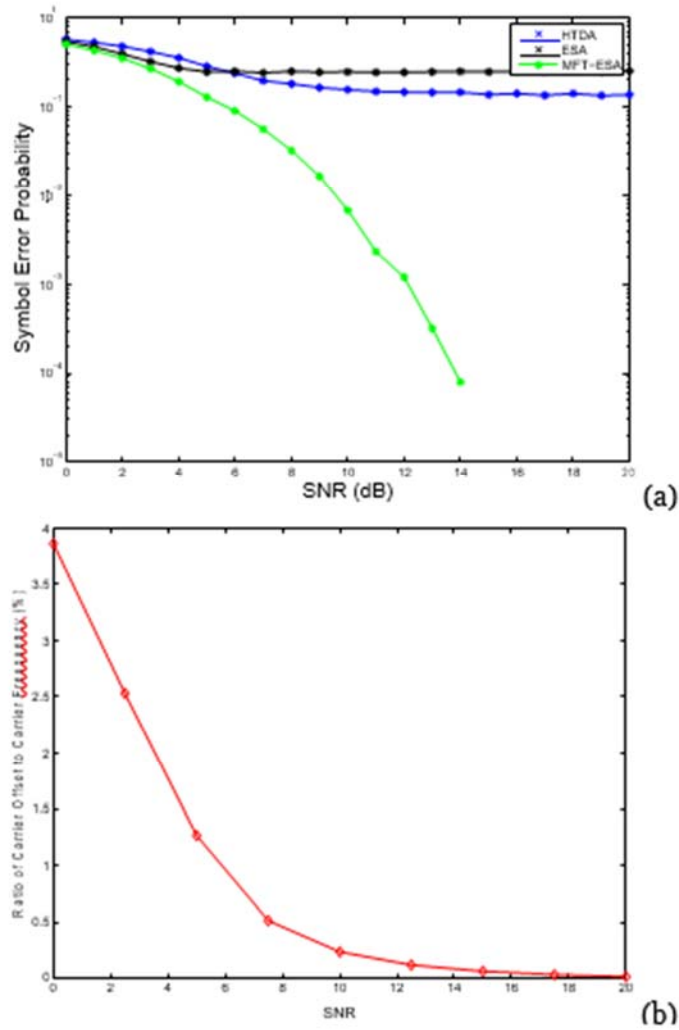 HTDA
ESA
MFT-ESA
Symbol Error Probability
0 2 4 6 8 10 12 14 16 18 20
SNR (dB)
(a)
Ratio of Carrier Offset to Carrier Frequency (%)
4
3.5
3
2.5
2
1.5
1
0.5
0
0 2 4 6 8 10 12 14 16 18 20
SNR
(b)